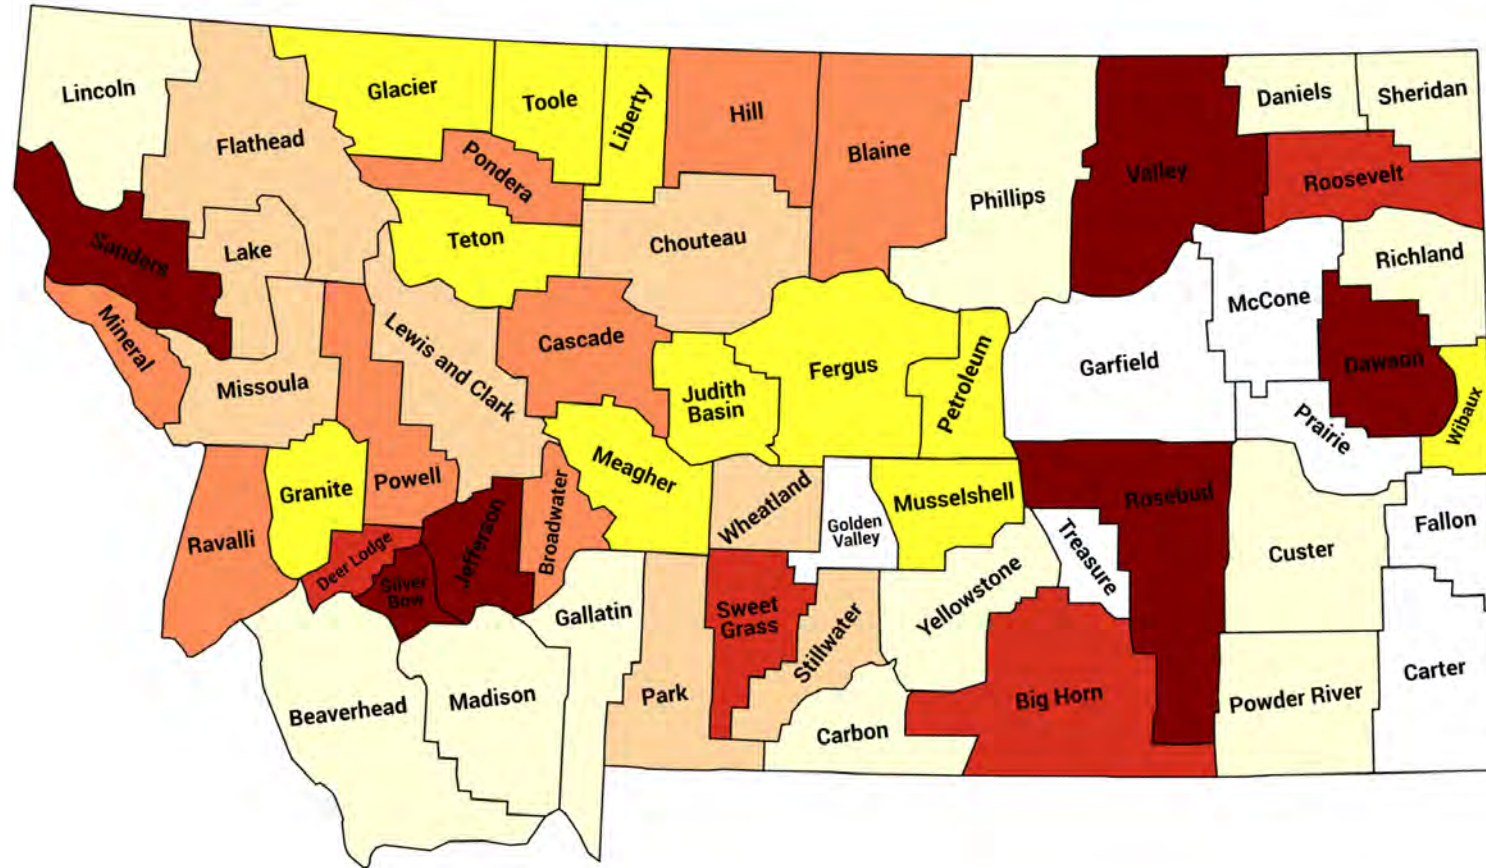 Lincoln
Flathead
Glacier
Toole
Liberty
Hill
Blaine
Phillips
Valley
Daniels
Sheridan
Roosevelt
Pondera
Teton
Chouteau
Sanders
Lake
Richland
McCone
Mineral
Missoula
Lewis and Clark
Cascade
Judith
Basin
Fergus
Petroleum
Garfield
Dawson
Wibaux
Prairie
Granite
Powell
Meagher
Wheatland
Golden
Valley
Musselshell
Rosebud
Treasure
Custer
Fallon
Ravalli
Deer Lodge
Silver
Bow
Jefferson
Broadwater
Gallatin
Sweet
Grass
Stillwater
Yellowstone
Beaverhead
Madison
Park
Carbon
Big Horn
Powder River
Carter